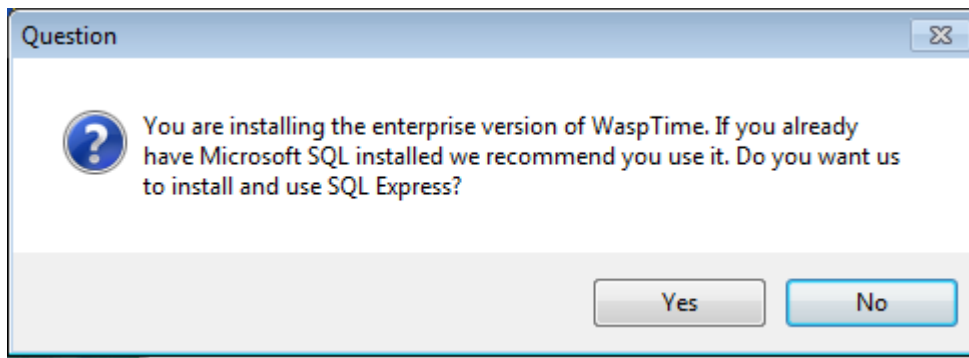 Question
You are installing the enterprise version of WaspTime. If you already
have Microsoft SQL installed we recommend you use it. Do you want us
to install and use SQL Express?
Yes
No